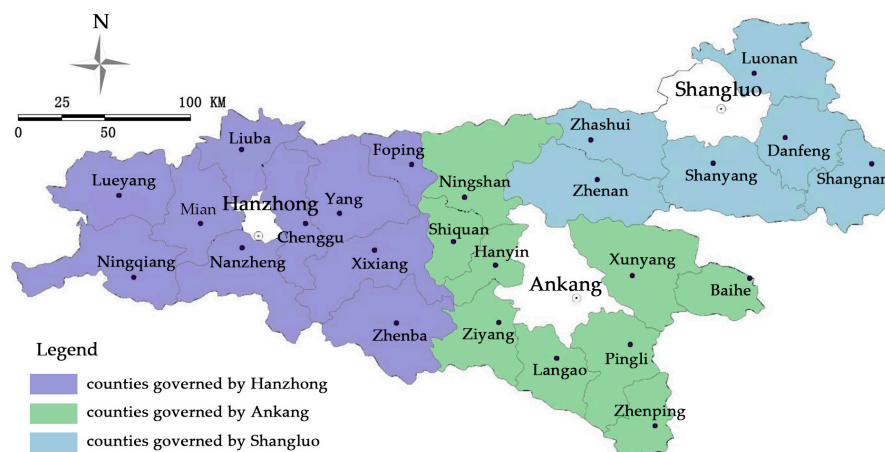 N
25 100 KM
0 50
Luonan
Shangluo
Zhashui
Liuba
Danfeng
Foping
Shanyang
Shangnan
Lueyang
Ningshan
Zhenan
Mian
Hanzhong
Yang
Shiquan
Chenggu
Hanyin
Ningqiang
Nanzheng
Xixiang
Xunyang
Ankang
Baihe
Zhenba
Ziyang
Langao
Pingli
Zhenping
Legend
counties governed by Hanzhong
counties governed by Ankang
counties governed by Shangluo